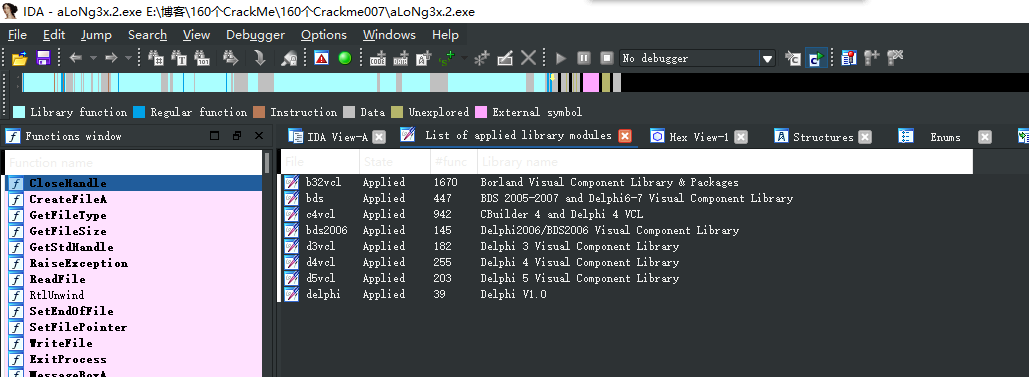 IDA - aLoNg3x.2.exe E:\博客\160个CrackMe\160个Crackme007\aLoNg3x.2.exe
File Edit Jump Search View Debugger Options Windows Help
No debugger
Library function Regular function Instruction Data Unexplored External symbol
Functions window
IDA View-A List of applied library modules Hex View-1 Structures Enums
Function name
File State #func Library name
CloseHandle
CreateFileA
GetFileType
GetFileSize
GetStdHandle
RaiseException
ReadFile
RtlUnwind
SetEndOfFile
SetFilePointer
WriteFile
ExitProcess
MessageBoxA
b32vcl Applied 1670 Borland Visual Component Library & Packages
bds Applied 447 BDS 2005-2007 and Delphi6-7 Visual Component Library
c4vcl Applied 942 CBuilder 4 and Delphi 4 VCL
bds2006 Applied 145 Delphi2006/BDS2006 Visual Component Library
d3vcl Applied 182 Delphi 3 Visual Component Library
d4vcl Applied 255 Delphi 4 Visual Component Library
d5vcl Applied 203 Delphi 5 Visual Component Library
delphi Applied 39 Delphi V1.0